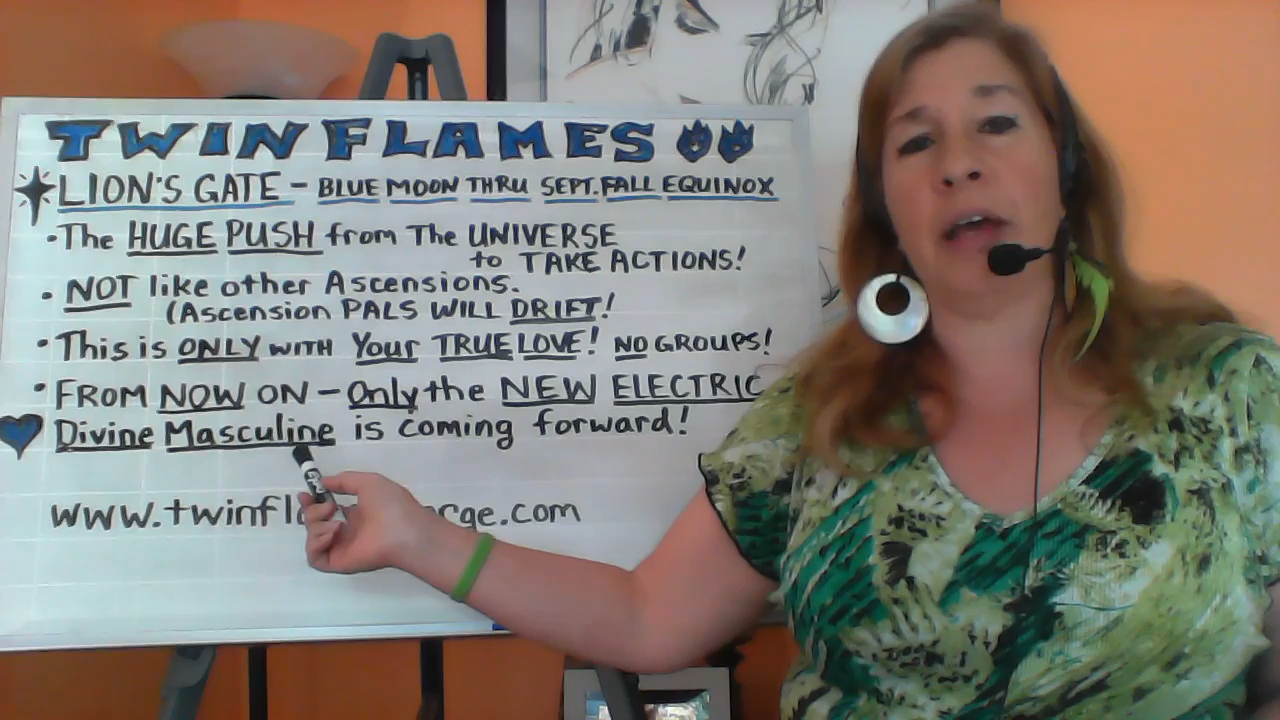 TWIN FLAMES
LION'S GATE - BLUE MOON THRU SEPT. FALL EQUINOX
• The HUGE PUSH from The UNIVERSE
to TAKE ACTIONS!
• NOT like other Ascensions.
(Ascension PALS WILL DRIFT!
• This is ONLY WITH Your TRUE LOVE! NO GROUPS!
• FROM NOW ON - Only the NEW ELECTRIC
Divine Masculine is coming forward!